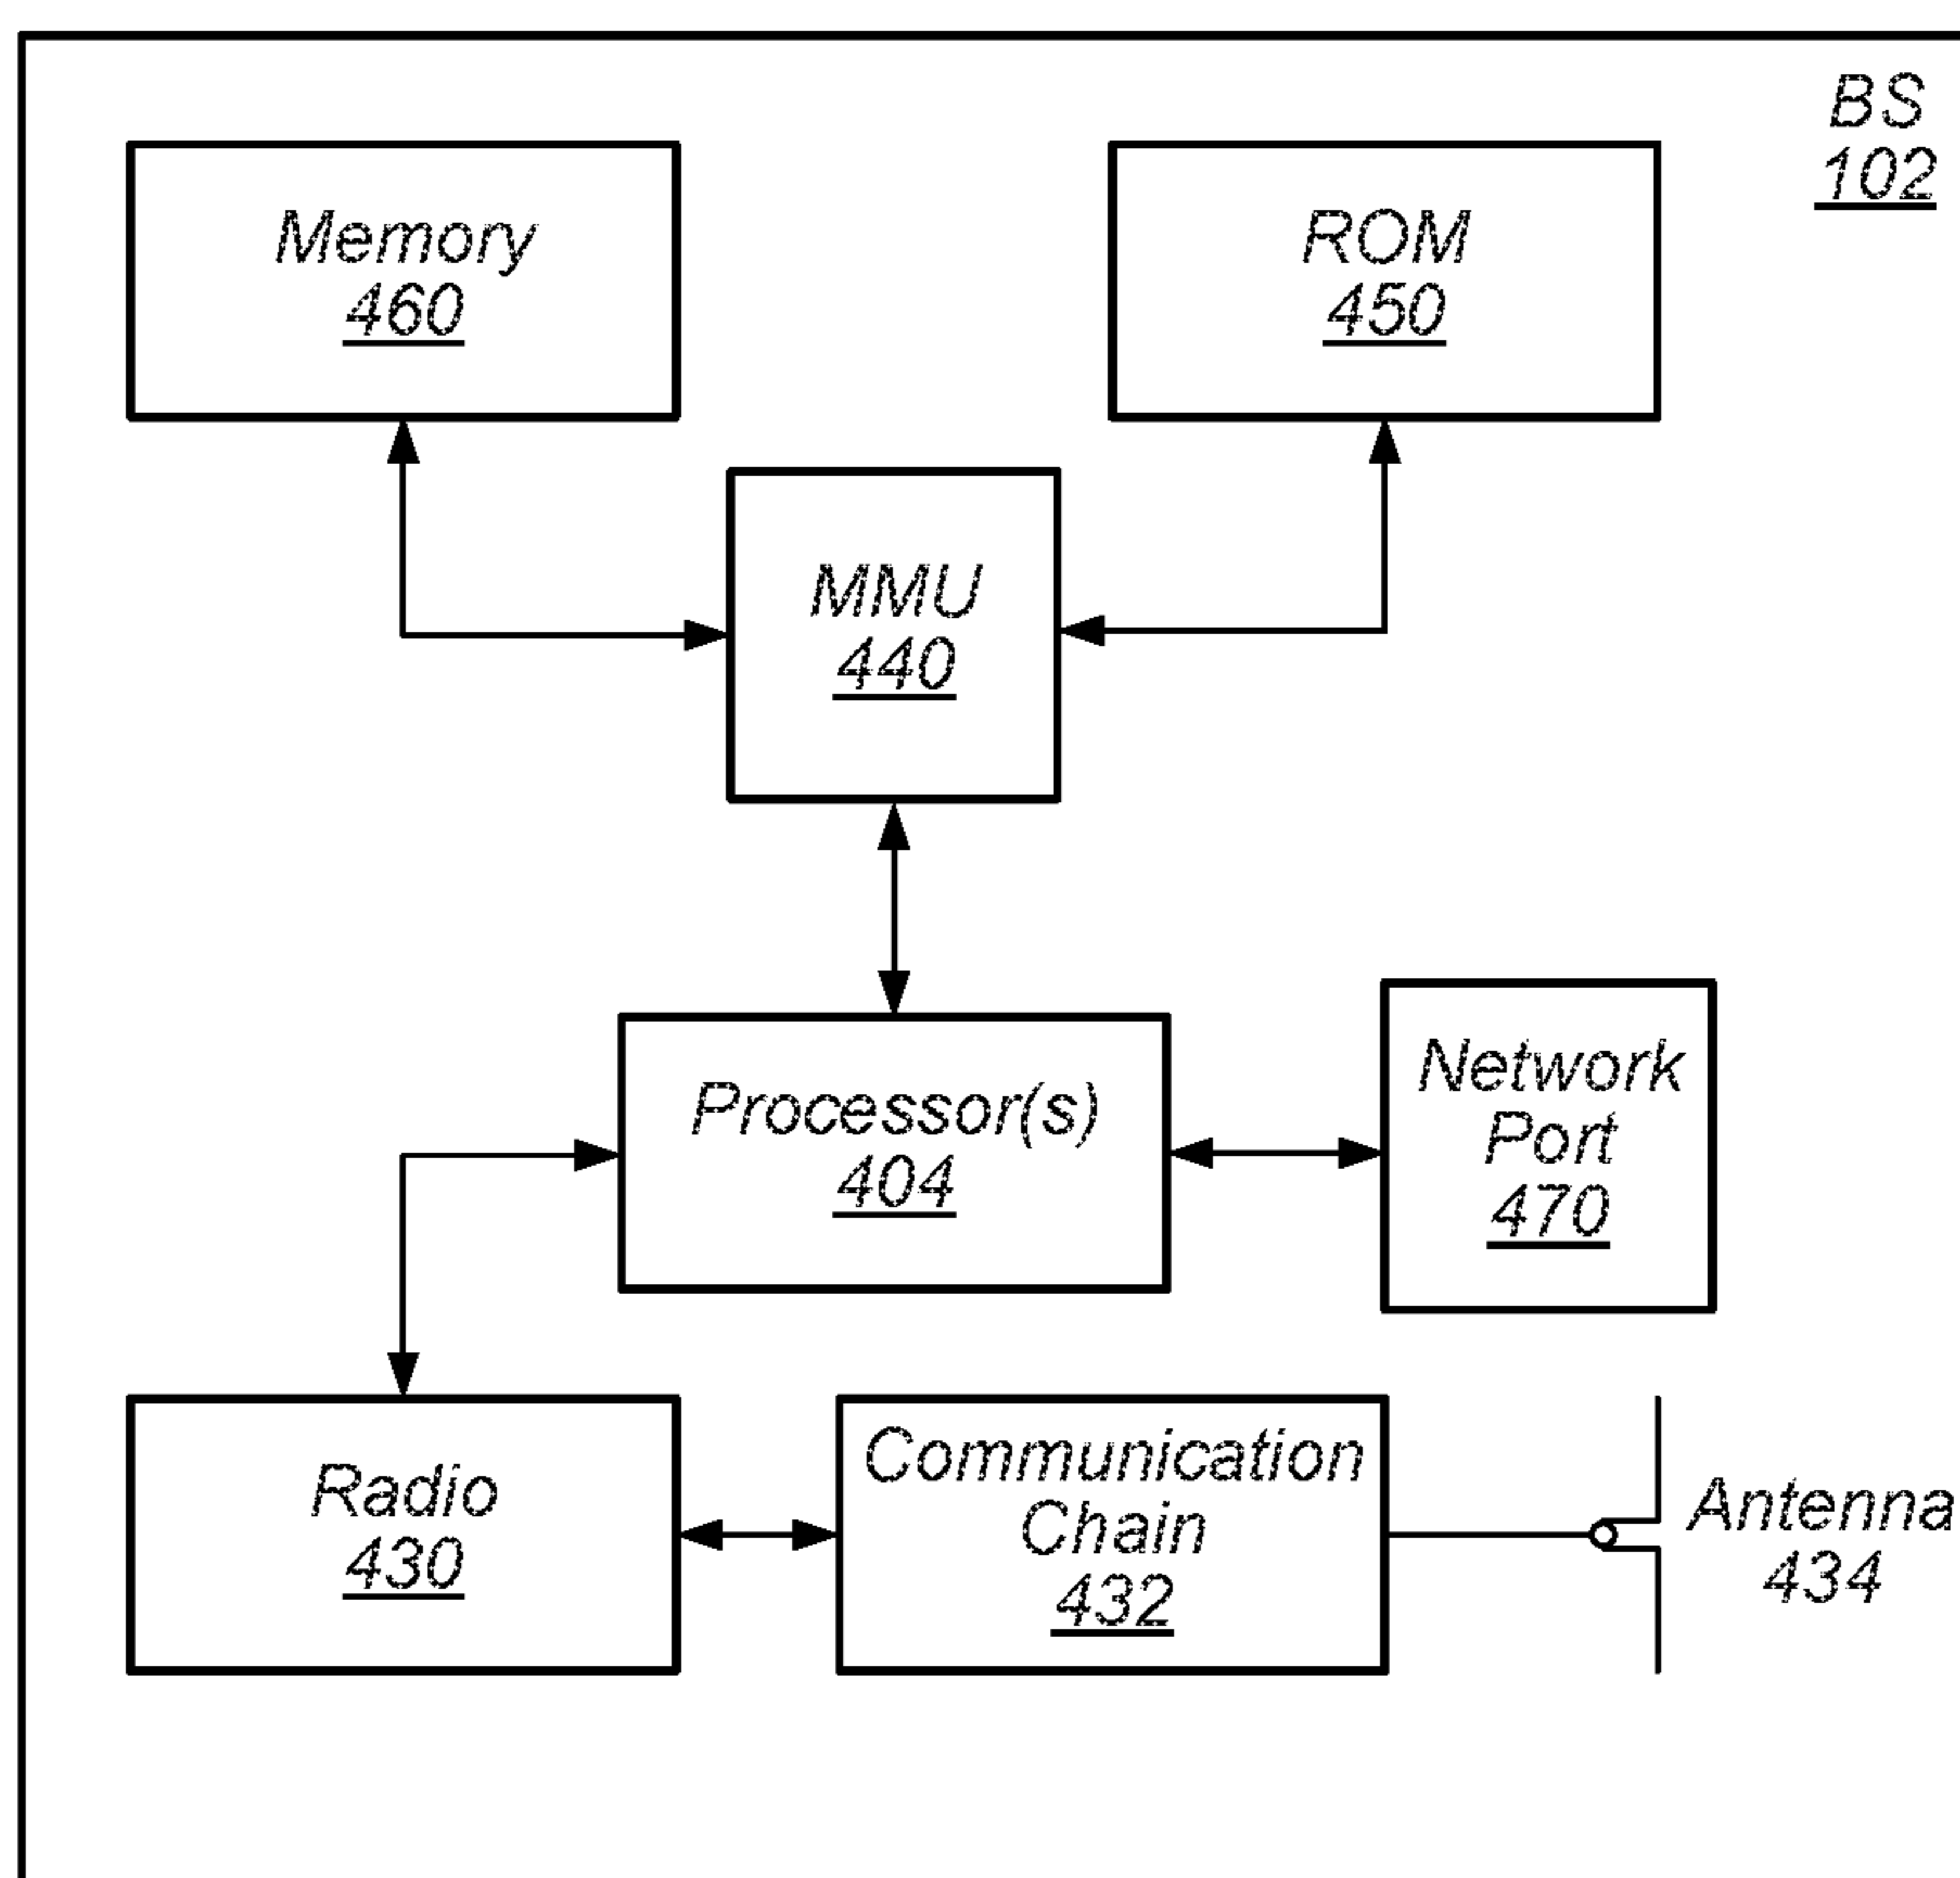 BS
102
Memory
460
ROM
450
MMU
440
Processor(s)
404
Network
Port
470
Radio
430
Communication
Chain
432
Antenna
434